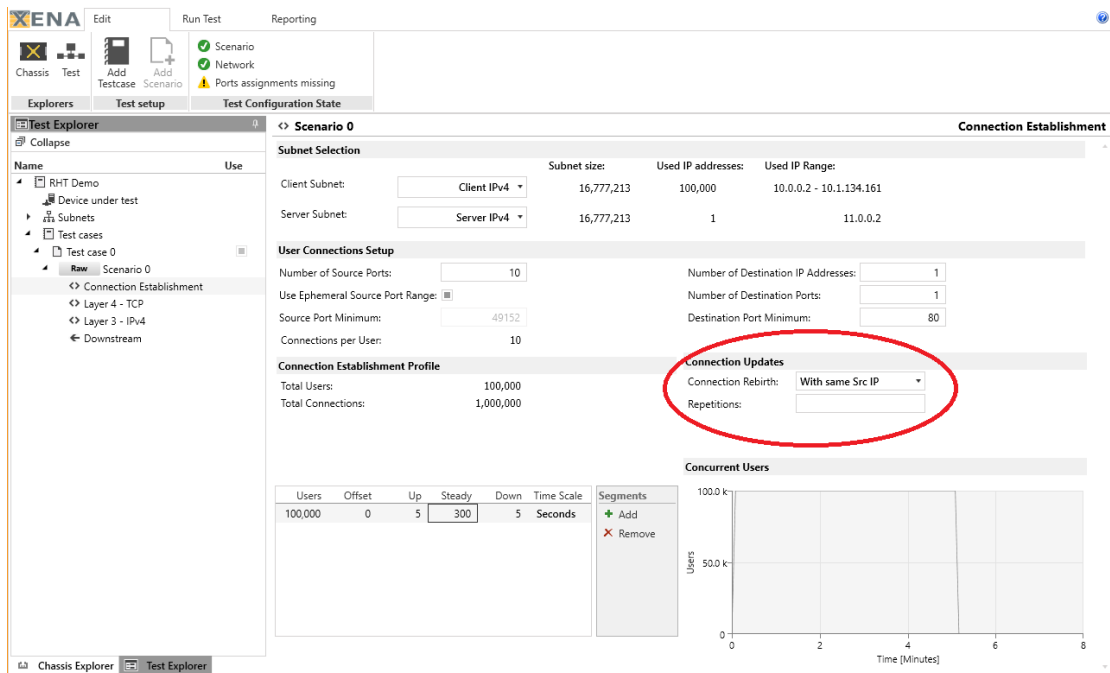 XENA Edit Run Test Reporting
Chassis Test Add Testcase Add Scenario
Scenario
Network
Ports assignments missing
Explorers Test setup Test Configuration State
Test Explorer
Collapse
Name Use
RHT Demo
Device under test
Subnets
Test cases
Test case 0
Raw Scenario 0
<> Connection Establishment
<> Layer 4 - TCP
<> Layer 3 - IPv4
Downstream
Chassis Explorer Test Explorer
<> Scenario 0 Connection Establishment
Subnet Selection
Subnet size: Used IP addresses: Used IP Range:
Client Subnet: Client IPv4 16,777,213 100,000 10.0.0.2 - 10.1.134.161
Server Subnet: Server IPv4 16,777,213 1 11.0.0.2
User Connections Setup
Number of Source Ports: 10 Number of Destination IP Addresses: 1
Use Ephemeral Source Port Range: Number of Destination Ports: 1
Source Port Minimum: 49152 Destination Port Minimum: 80
Connections per User: 10
Connection Establishment Profile
Total Users: 100,000
Total Connections: 1,000,000
Connection Updates
Connection Rebirth: With same Src IP
Repetitions:
Users Offset Up Steady Down Time Scale
100,000 0 5 300 5 Seconds
Segments
Add
Remove
Concurrent Users
100.0 k
50.0 k
0
Users
0 2 4 6 8
Time [Minutes]